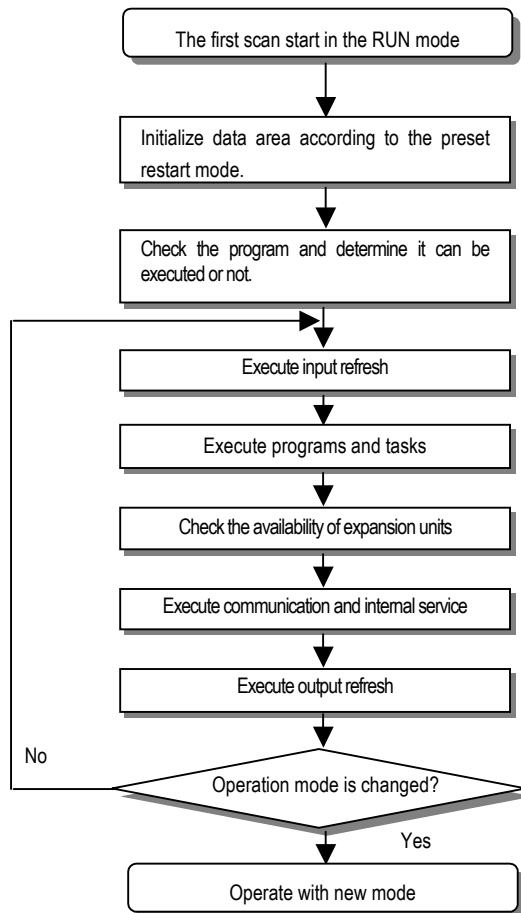 The first scan start in the RUN mode
Initialize data area according to the preset
restart mode.
Check the program and determine it can be
executed or not.
Execute input refresh
Execute programs and tasks
Check the availability of expansion units
Execute communication and internal service
Execute output refresh
No
Operation mode is changed?
Yes
Operate with new mode